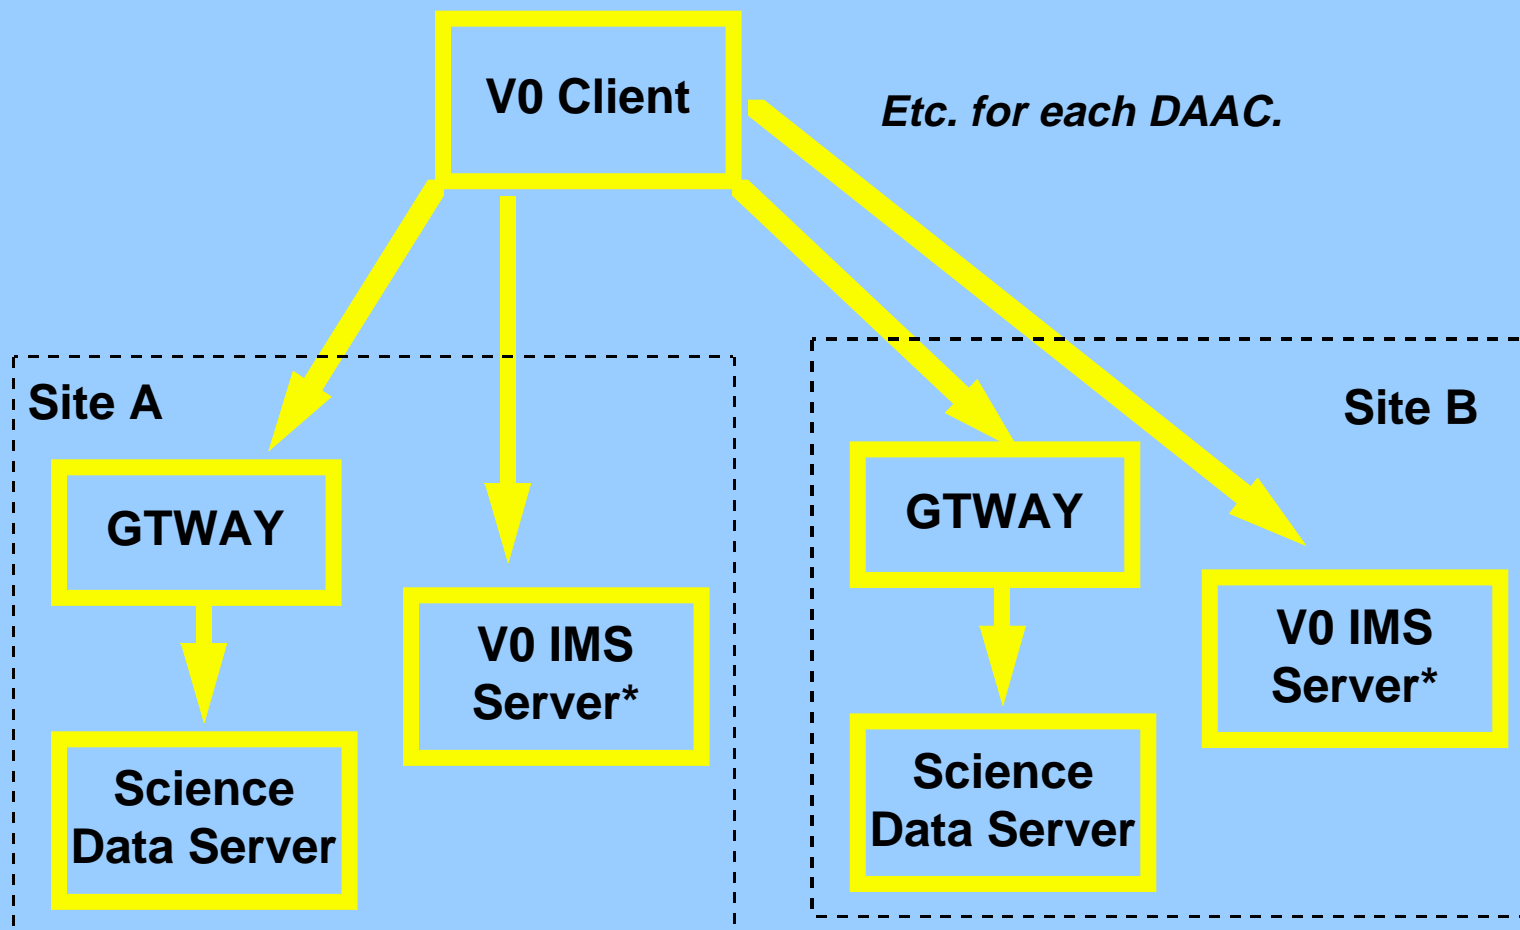 V0 Client
Etc. for each DAAC.
Site A
GTWAY
V0 IMS
Server*
Science
Data Server
Site B
GTWAY
V0 IMS
Server*
Science
Data Server